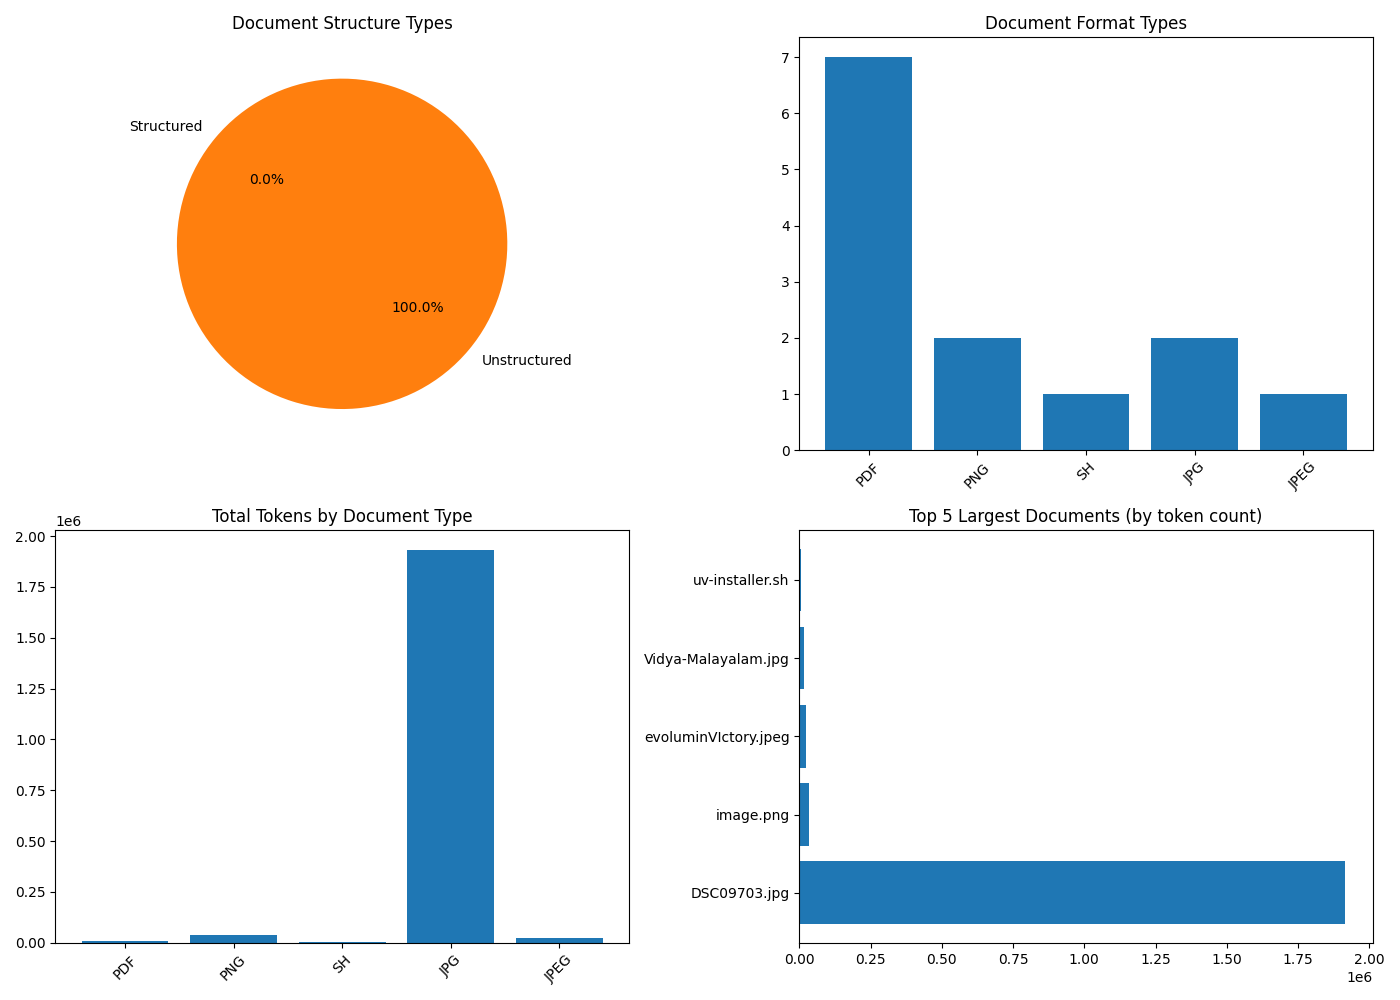 Document Structure Types
Structured
0.0%
100.0%
Unstructured
Document Format Types
7
6
5
4
3
2
1
0
PDF
PNG
SH
JPG
JPEG
Total Tokens by Document Type
1e6
2.00
1.75
1.50
1.25
1.00
0.75
0.50
0.25
0.00
PDF
PNG
SH
JPG
JPEG
Top 5 Largest Documents (by token count)
uv-installer.sh
Vidya-Malayalam.jpg
evoluminVIctory.jpeg
image.png
DSC09703.jpg
0.00 0.25 0.50 0.75 1.00 1.25 1.50 1.75 2.00
1e6